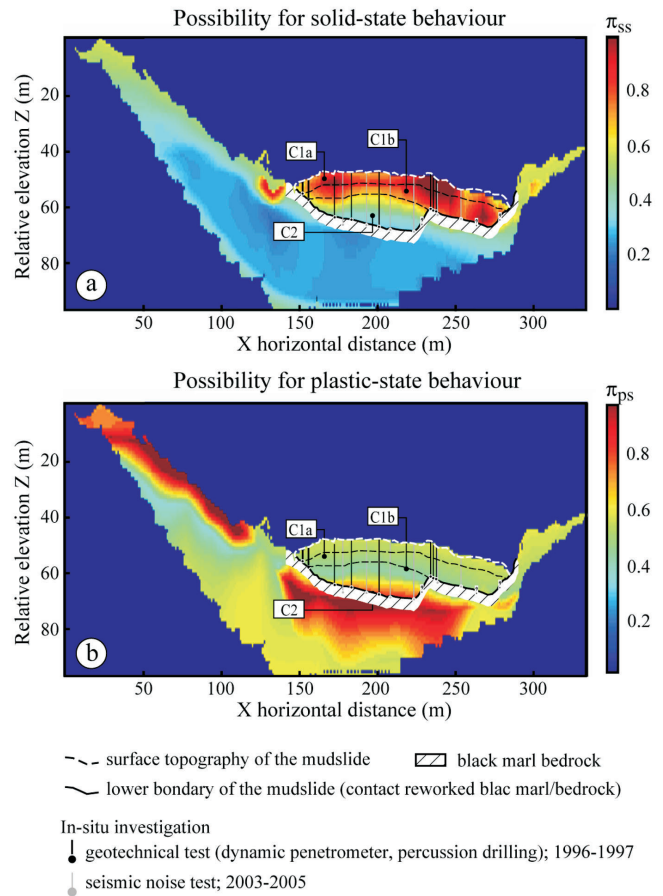 Possibility for solid-state behaviour
πss
C1a
C1b
C2
Relative elevation Z (m)
20
40
60
80
0.8
0.6
0.4
0.2
a
50
100
150
200
250
300
X horizontal distance (m)
Possibility for plastic-state behaviour
πps
C1a
C1b
C2
Relative elevation Z (m)
20
40
60
80
0.8
0.6
0.4
0.2
b
50
100
150
200
250
300
X horizontal distance (m)
surface topography of the mudslide
black marl bedrock
lower bondary of the mudslide (contact reworked blac marl/bedrock)
In-situ investigation
geotechnical test (dynamic penetrometer, percussion drilling); 1996-1997
seismic noise test; 2003-2005